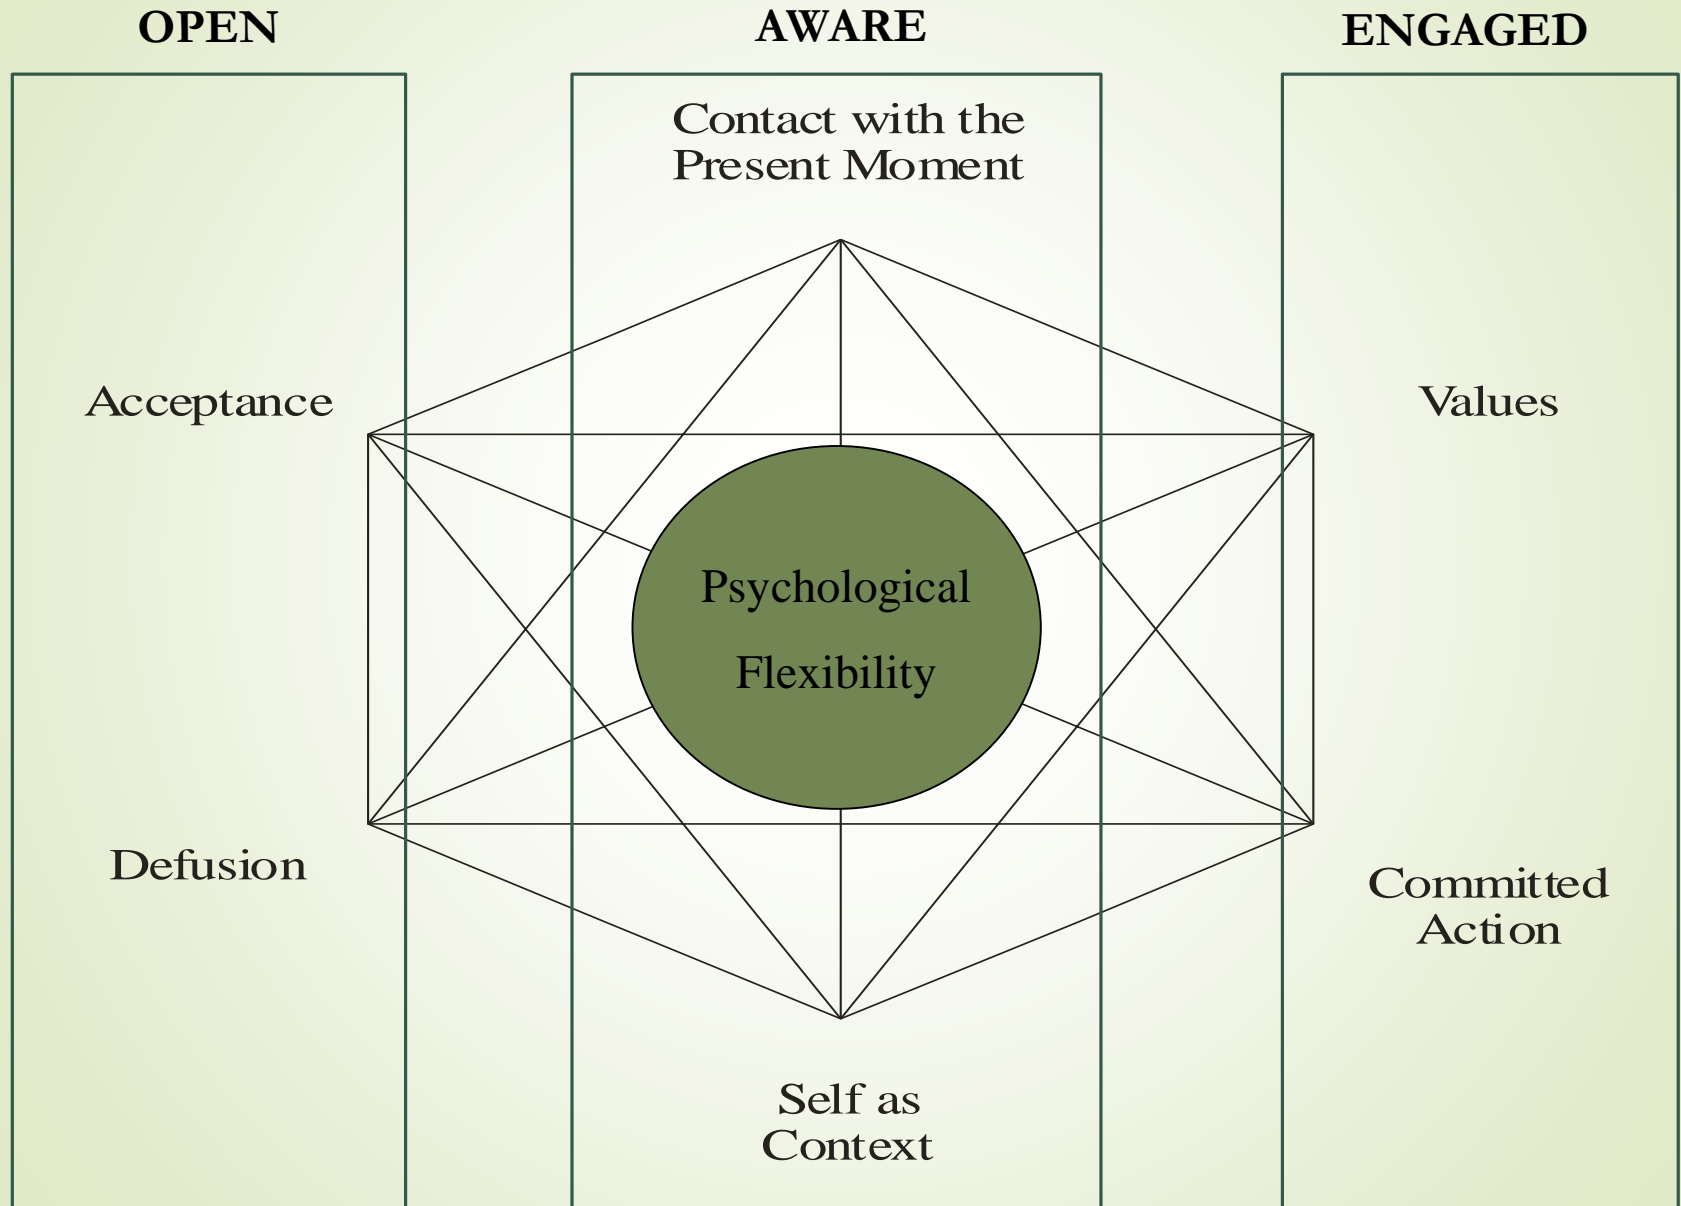 OPEN
AWARE
ENGAGED
Contact with the
Present Moment
Acceptance
Values
Psychological
Flexibility
Defusion
Committed
Action
Self as
Context